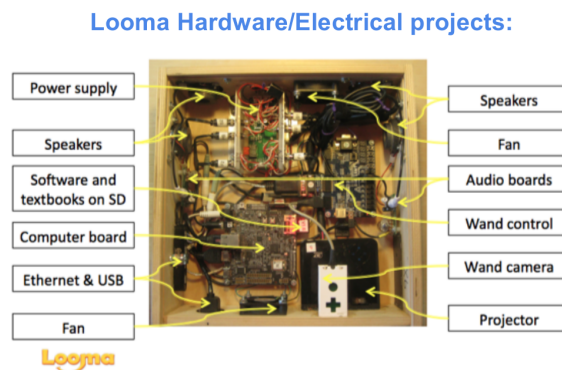 Looma Hardware/Electrical projects:
Power supply
Speakers
Software and
textbooks on SD
Computer board
Ethernet & USB
Fan
Speakers
Fan
Audio boards
Wand control
Wand camera
Projector
Looma